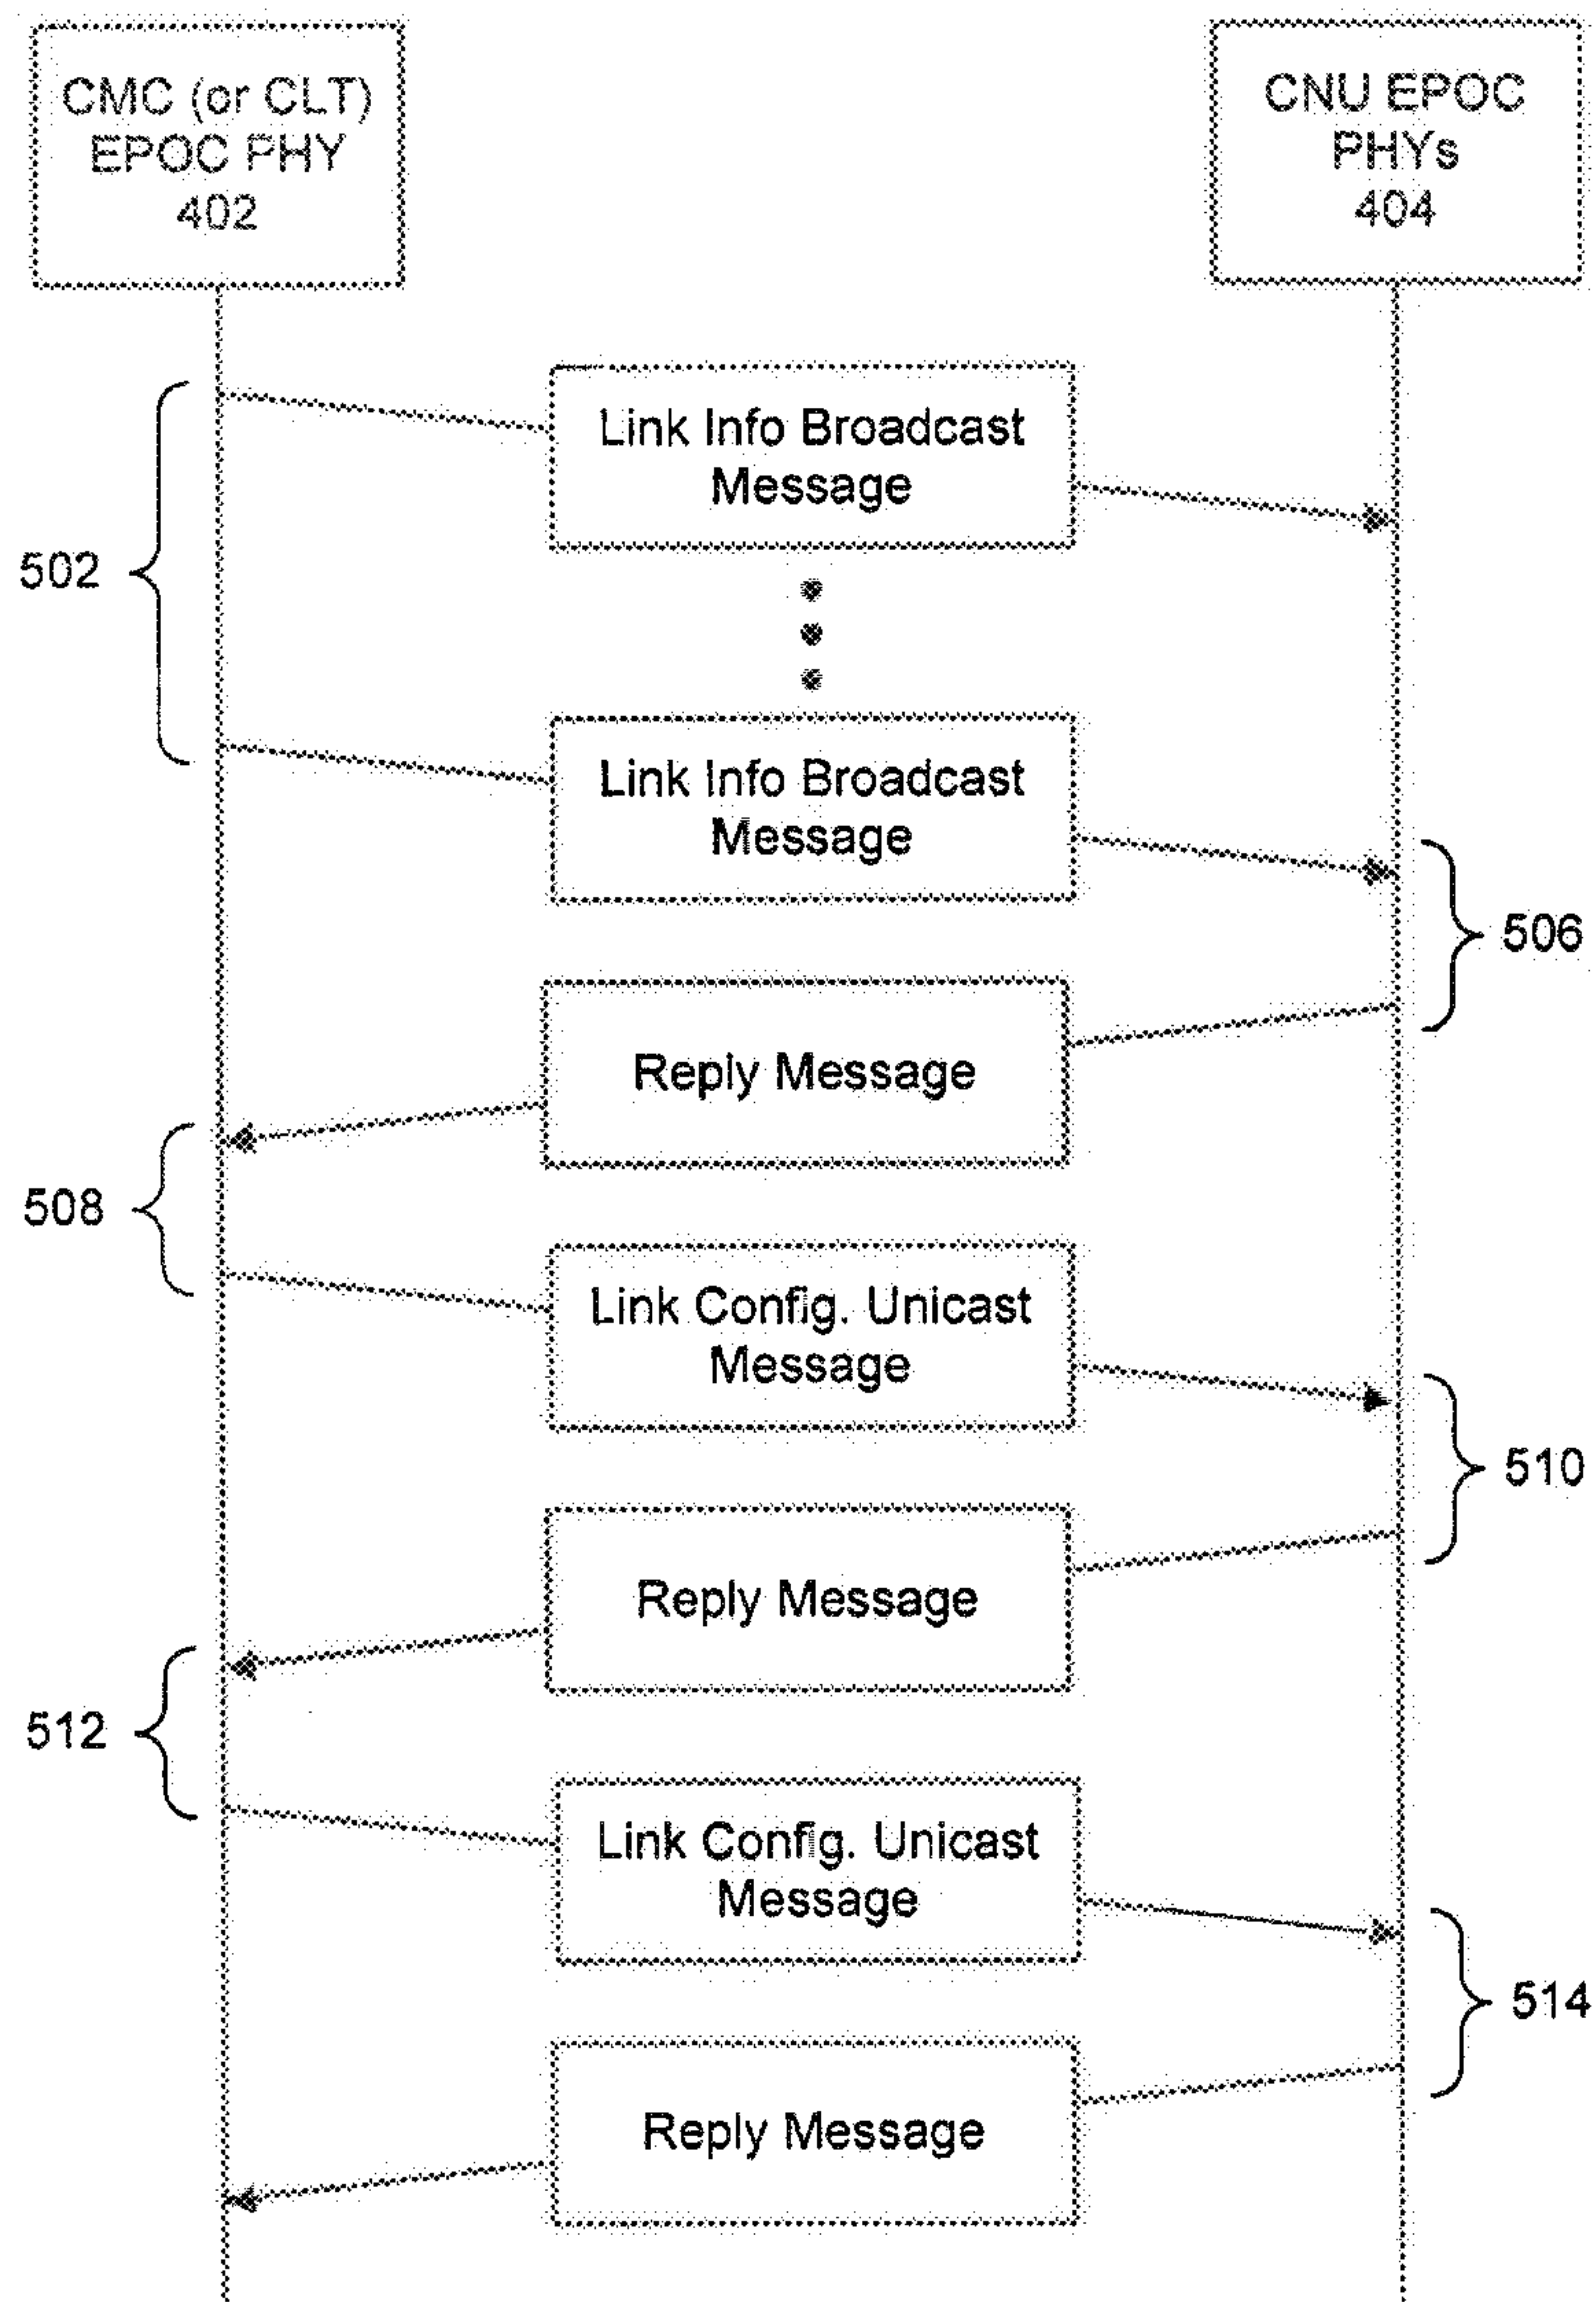 CMC (or CLT)
EPOC PHY
402
CNU EPOC
PHYs
404
Link Info Broadcast
Message
502
Link Info Broadcast
Message
506
Reply Message
508
Link Config. Unicast
Message
510
Reply Message
512
Link Config. Unicast
Message
514
Reply Message